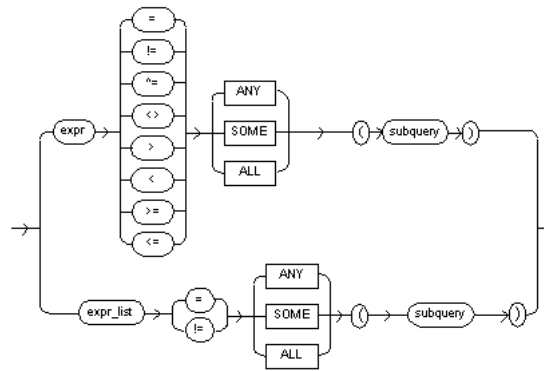 =
!=
^=
<>
>
<
>=
<=
expr
ANY
SOME
ALL
( subquery )
expr_list
=
!=
ANY
SOME
ALL
( subquery )